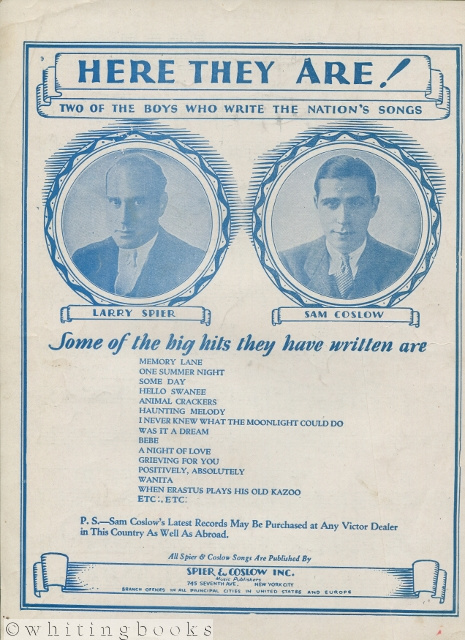 HERE THEY ARE!
TWO OF THE BOYS WHO WRITE THE NATION'S SONGS
LARRY SPIER
SAM COSLOW
Some of the big hits they have written are
MEMORY LANE
ONE SUMMER NIGHT
SOME DAY
HELLO SWANEE
ANIMAL CRACKERS
HAUNTING MELODY
I NEVER KNEW WHAT THE MOONLIGHT COULD DO
WAS IT A DREAM
BEBE
A NIGHT OF LOVE
GRIEVING FOR YOU
POSITIVELY, ABSOLUTELY
WANITA
WHEN ERASTUS PLAYS HIS OLD KAZOO
ETC., ETC.
P. S.—Sam Coslow's Latest Records May Be Purchased at Any Victor Dealer
in This Country As Well As Abroad.
All Spier & Coslow Songs Are Published By
SPIER & COSLOW INC.
Music Publishers
745 SEVENTH AVE., NEW YORK CITY
BRANCH OFFICES IN ALL PRINCIPAL CITIES IN UNITED STATES AND EUROPE
©whitingbooks